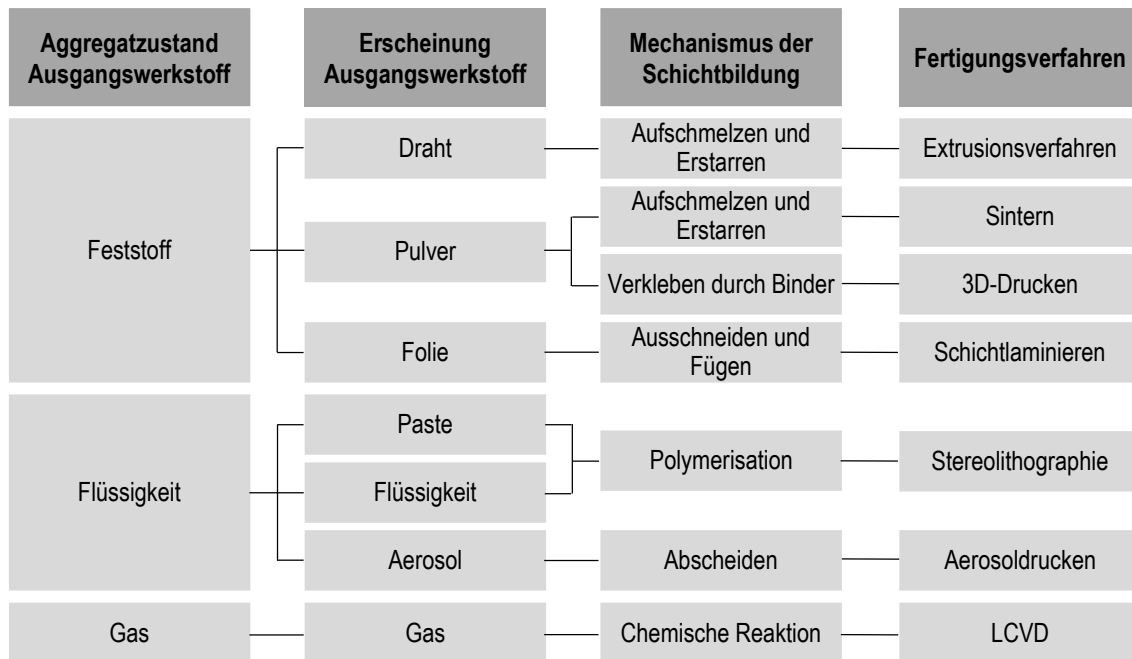 Aggregatzustand
Ausgangswerkstoff
Erscheinung
Ausgangswerkstoff
Mechanismus der
Schichtbildung
Fertigungsverfahren
Feststoff
Draht
Aufschmelzen und
Erstarren
Extrusionsverfahren
Pulver
Aufschmelzen und
Erstarren
Sintern
Verkleben durch Binder
3D-Drucken
Folie
Ausschneiden und
Fügen
Schichtlaminieren
Flüssigkeit
Paste
Flüssigkeit
Polymerisation
Stereolithographie
Aerosol
Abscheiden
Aerosoldrucken
Gas
Gas
Chemische Reaktion
LCVD